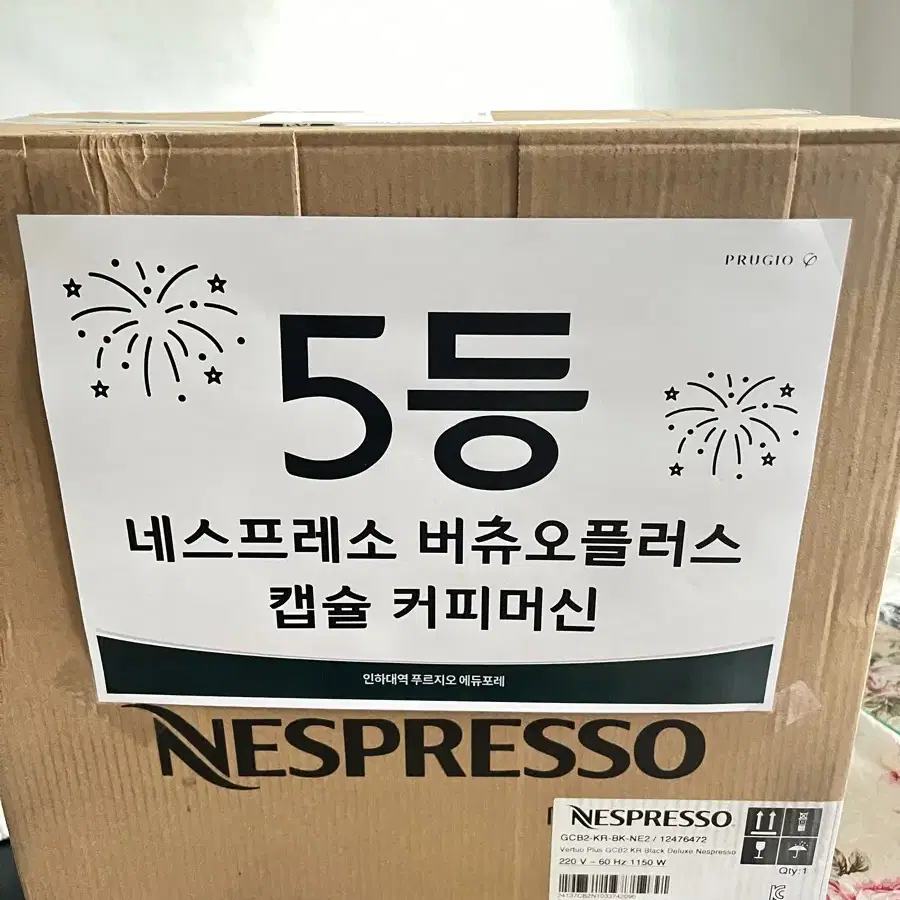 PRUGIO
5등
네스프레소 버츄오플러스
캡슐 커피머신
인하대역 푸르지오 에듀포레
NESPRESSO
NESPRESSO
GCB2-KR-BK-NE2 / 12476472
Vertuo Plus GCB2 KR Black Deluxe Nespresso
220 V ~ 60 Hz 1150 W
Qty:1